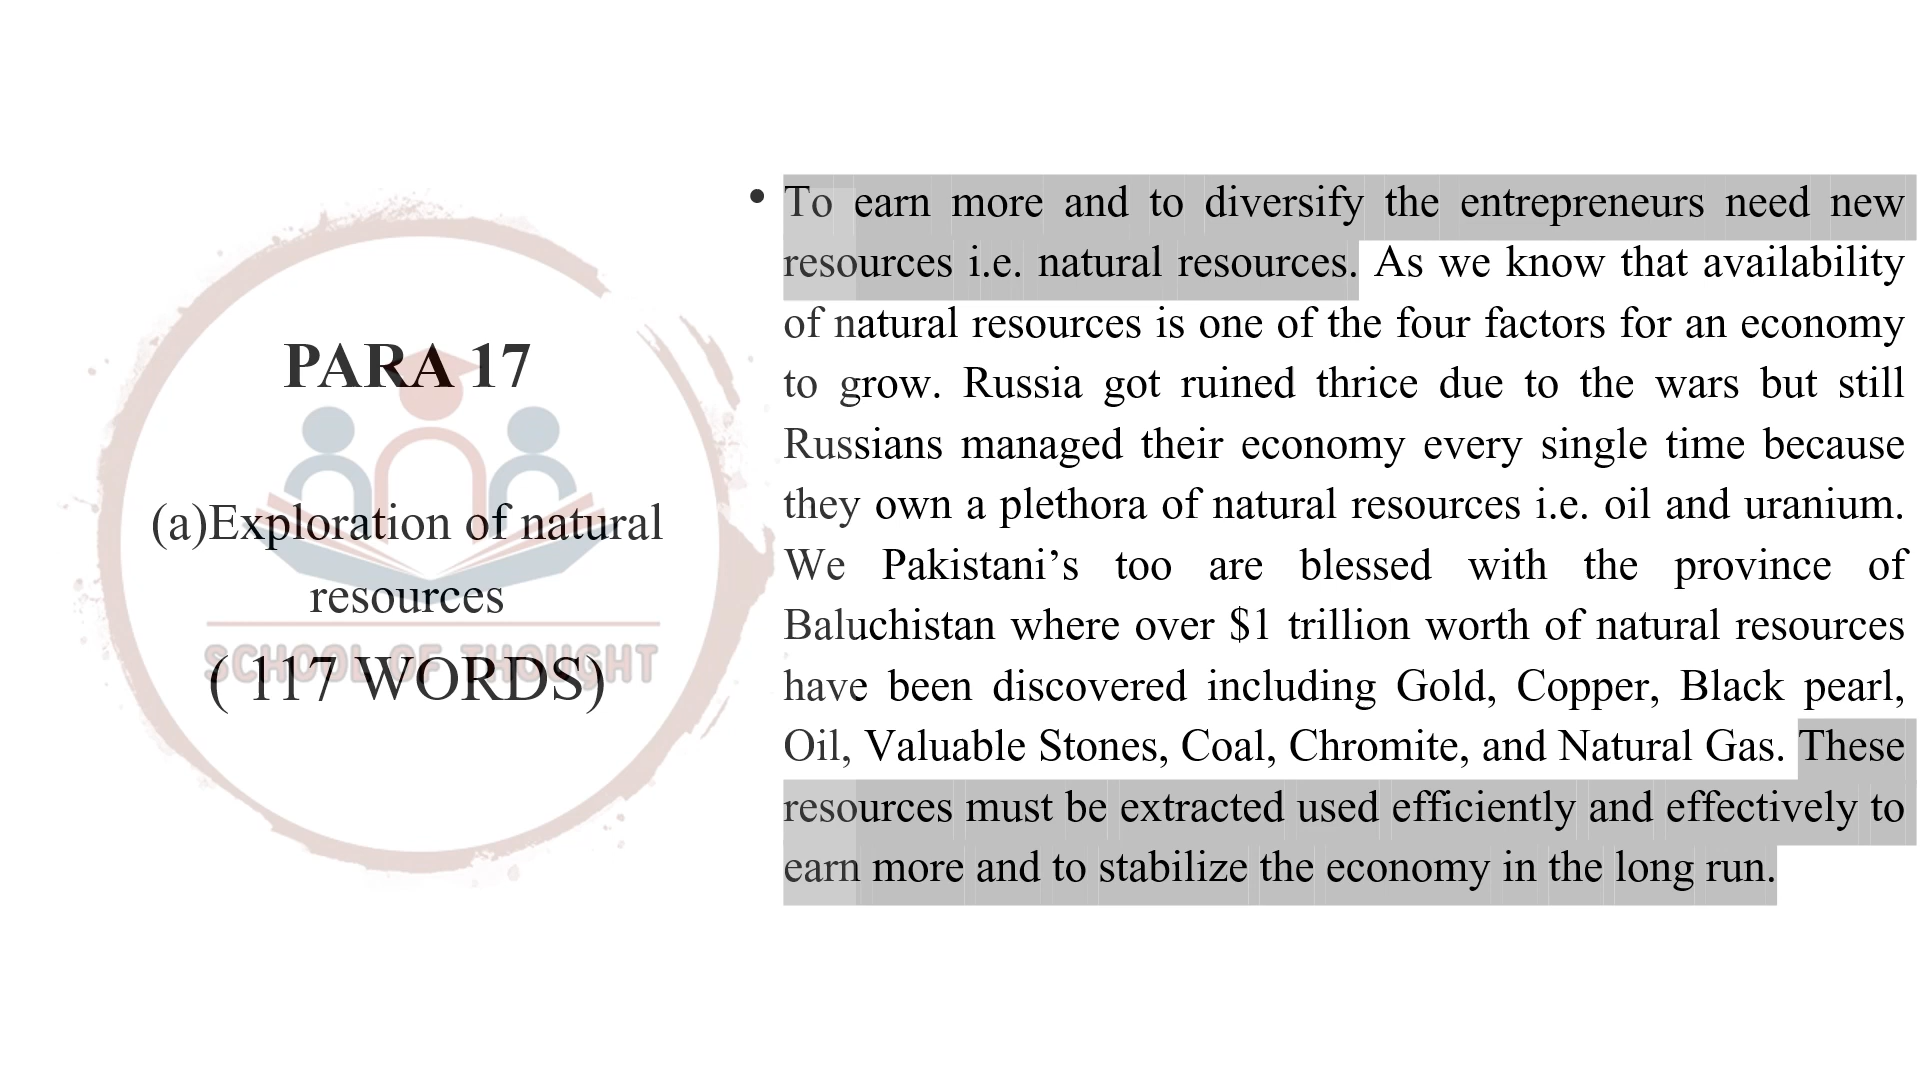 PARA 17
(a)Exploration of natural
resources
( 117 WORDS)
SCHOOL OF THOUGHT
• To earn more and to diversify the entrepreneurs need new
resources i.e. natural resources. As we know that availability
of natural resources is one of the four factors for an economy
to grow. Russia got ruined thrice due to the wars but still
Russians managed their economy every single time because
they own a plethora of natural resources i.e. oil and uranium.
We Pakistani’s too are blessed with the province of
Baluchistan where over $1 trillion worth of natural resources
have been discovered including Gold, Copper, Black pearl,
Oil, Valuable Stones, Coal, Chromite, and Natural Gas. These
resources must be extracted used efficiently and effectively to
earn more and to stabilize the economy in the long run.